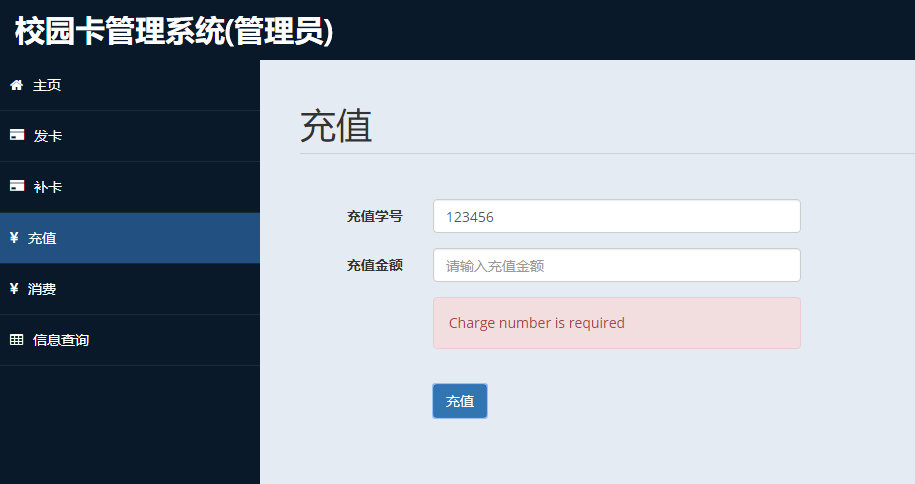 校园卡管理系统(管理员)
主页
发卡
补卡
¥ 充值
¥ 消费
信息查询
充值
充值学号 123456
充值金额 请输入充值金额
Charge number is required
充值